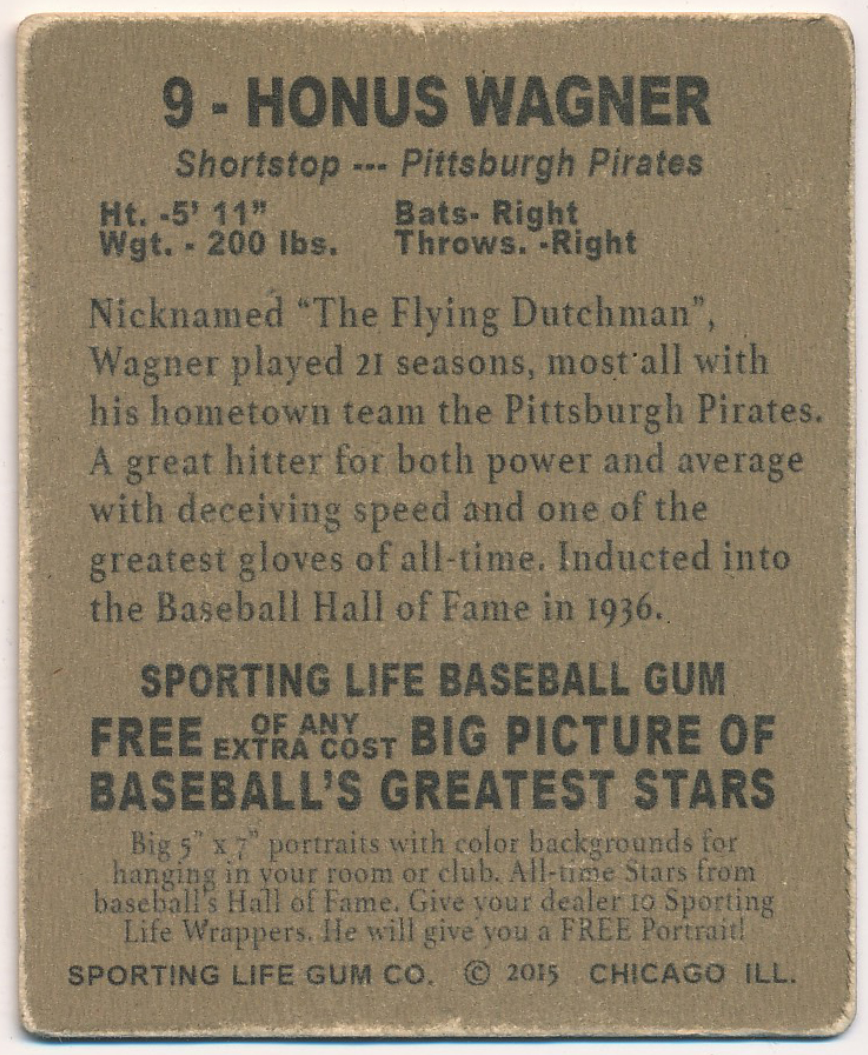 9 - HONUS WAGNER
Shortstop --- Pittsburgh Pirates
Ht. -5' 11" Bats- Right
Wgt. - 200 lbs. Throws. -Right
Nicknamed “The Flying Dutchman”,
Wagner played 21 seasons, most all with
his hometown team the Pittsburgh Pirates.
A great hitter for both power and average
with deceiving speed and one of the
greatest gloves of all-time. Inducted into
the Baseball Hall of Fame in 1936.
SPORTING LIFE BASEBALL GUM
FREE OF ANY EXTRA COST BIG PICTURE OF
BASEBALL'S GREATEST STARS
Big 5" x 7" portraits with color backgrounds for
hanging in your room or club. All-time Stars from
baseball's Hall of Fame. Give your dealer 10 Sporting
Life Wrappers. He will give you a FREE Portrait!
SPORTING LIFE GUM CO. © 2015 CHICAGO ILL.